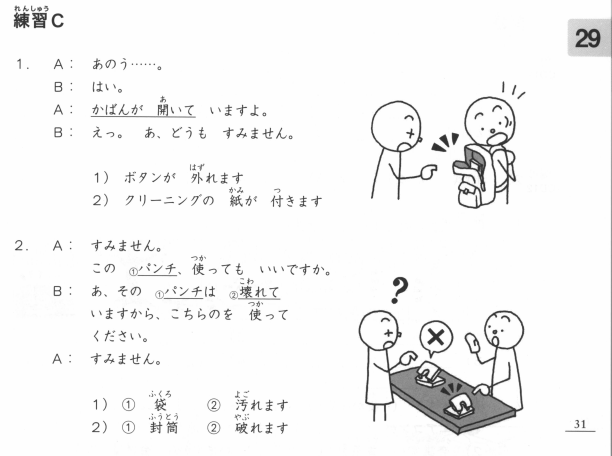 練習C
29
1. A： あのう……。
B： はい。
A： かばんが 開いて いますよ。
B： えっ。 あ、どうも すみません。
1） ボタンが 外れます
2） クリーニングの 紙が 付きます
2. A： すみません。
この ①パンチ、使っても いいですか。
B： あ、その ①パンチは ②壊れて
いますから、こちらのを 使って
ください。
A： すみません。
1） ① 袋 ② 汚れます
2） ① 封筒 ② 破れます
?
31